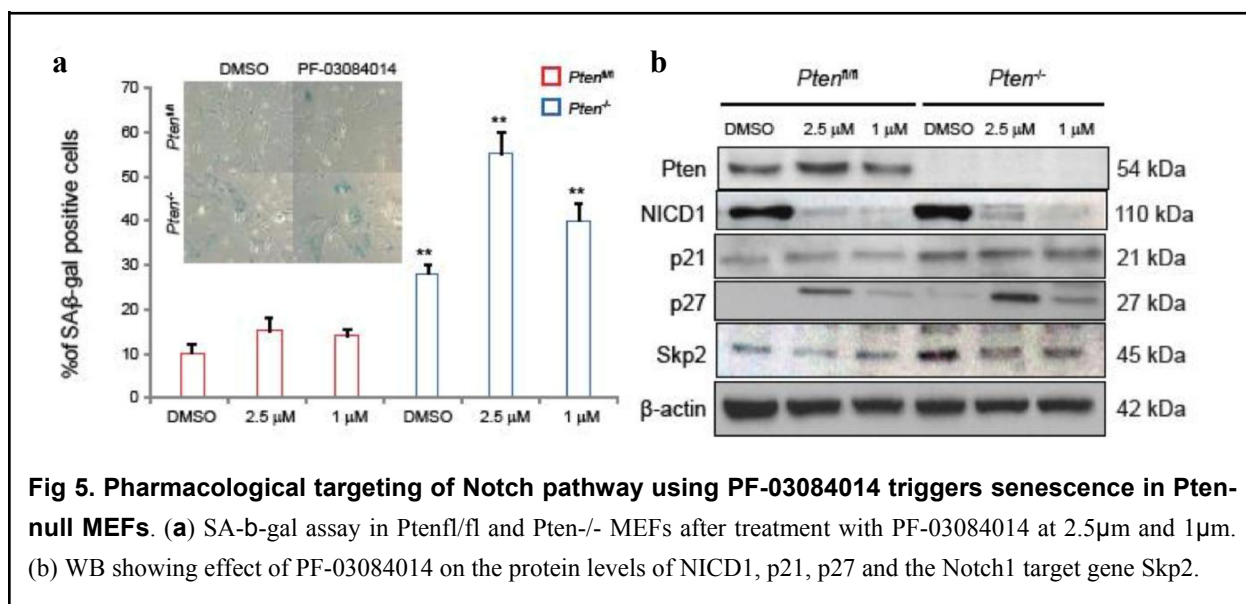 a
DMSO PF-03084014
Pten^fl/fl
Pten^-/-
Pten^fl/fl
Pten^-/-
%of SAβ-gal positive cells
70
60
50
40
30
20
10
0
**
**
**
DMSO 2.5 µM 1 µM DMSO 2.5 µM 1 µM
b
Pten^fl/fl Pten^-/-
DMSO 2.5 µM 1 µM DMSO 2.5 µM 1 µM
Pten 54 kDa
NICD1 110 kDa
p21 21 kDa
p27 27 kDa
Skp2 45 kDa
β-actin 42 kDa
Fig 5. Pharmacological targeting of Notch pathway using PF-03084014 triggers senescence in Pten-
null MEFs. (a) SA-b-gal assay in Ptenfl/fl and Pten-/- MEFs after treatment with PF-03084014 at 2.5µm and 1µm.
(b) WB showing effect of PF-03084014 on the protein levels of NICD1, p21, p27 and the Notch1 target gene Skp2.